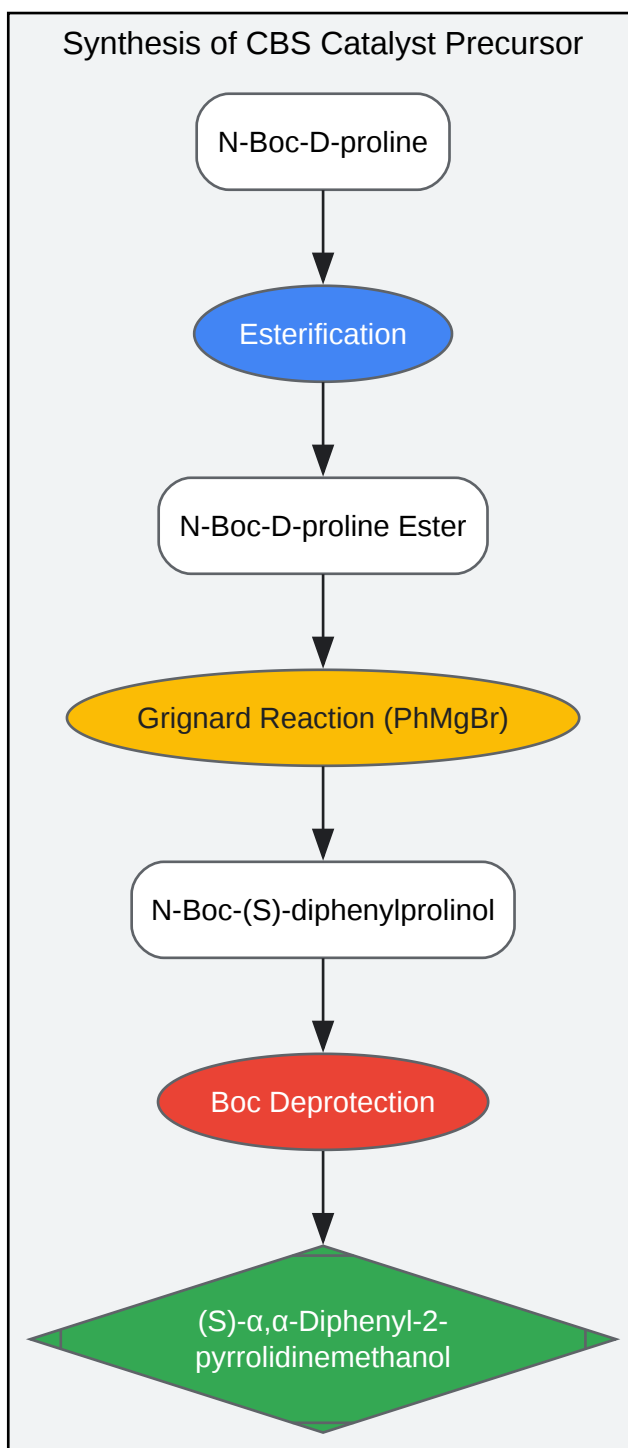 Synthesis of CBS Catalyst Precursor
N-Boc-D-proline
Esterification
N-Boc-D-proline Ester
Grignard Reaction (PhMgBr)
N-Boc-(S)-diphenylprolinol
Boc Deprotection
(S)-α,α-Diphenyl-2-
pyrrolidinemethanol